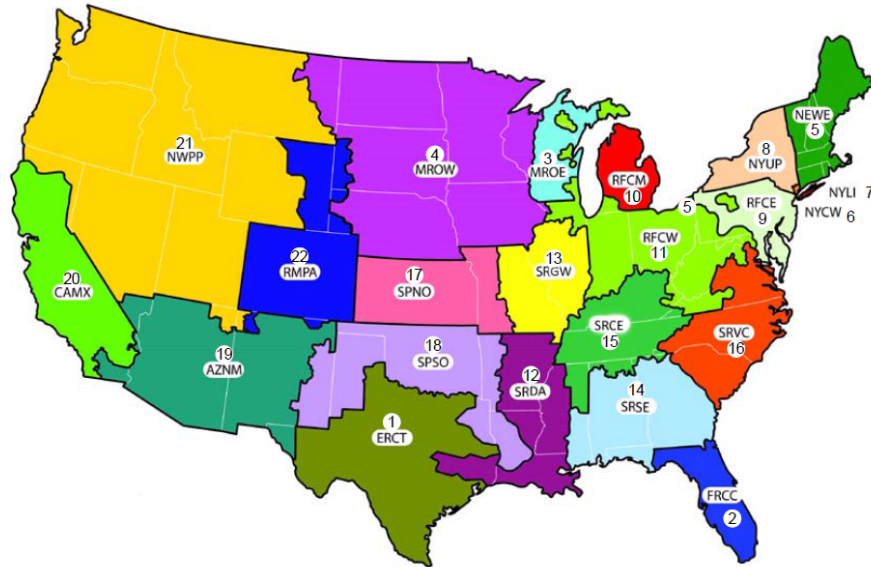 21
NWPP
4
MROW
3
MROE
RFCM
10
8
NYUP
NEWE
5
5
RFCE
9
NYLI 7
NYCW 6
RFCW
11
13
SRGW
22
RMPA
17
SPNO
20
CAMX
SRCE
15
SRVC
16
18
SPSO
19
AZNM
12
SRDA
14
SRSE
1
ERCT
FRCC
2